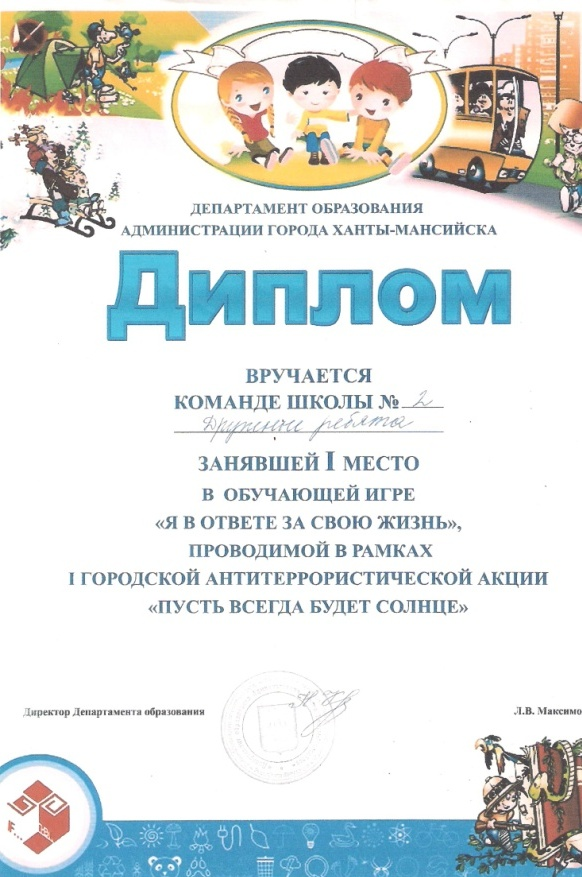 ДЕПАРТАМЕНТ ОБРАЗОВАНИЯ
АДМИНИСТРАЦИИ ГОРОДА ХАНТЫ-МАНСИЙСКА
Диплом
ВРУЧАЕТСЯ
КОМАНДЕ ШКОЛЫ № 2
ребята
ЗАНЯВШЕЙ I МЕСТО
В ОБУЧАЮЩЕЙ ИГРЕ
«Я В ОТВЕТЕ ЗА СВОЮ ЖИЗНЬ»,
ПРОВОДИМОЙ В РАМКАХ
I ГОРОДСКОЙ АНТИТЕРРОРИСТИЧЕСКОЙ АКЦИИ
«ПУСТЬ ВСЕГДА БУДЕТ СОЛНЦЕ»
Директор Департамента образования
Л.В. Максимо